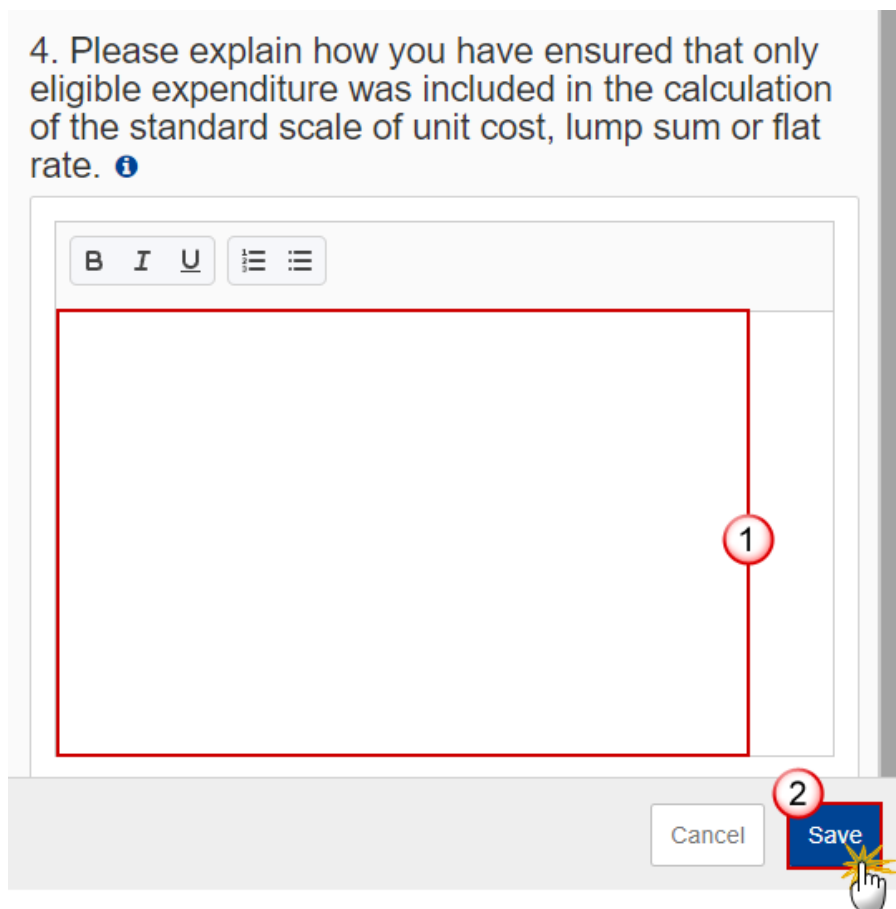 4. Please explain how you have ensured that only
eligible expenditure was included in the calculation
of the standard scale of unit cost, lump sum or flat
rate.
B I U
1
2
Cancel Save